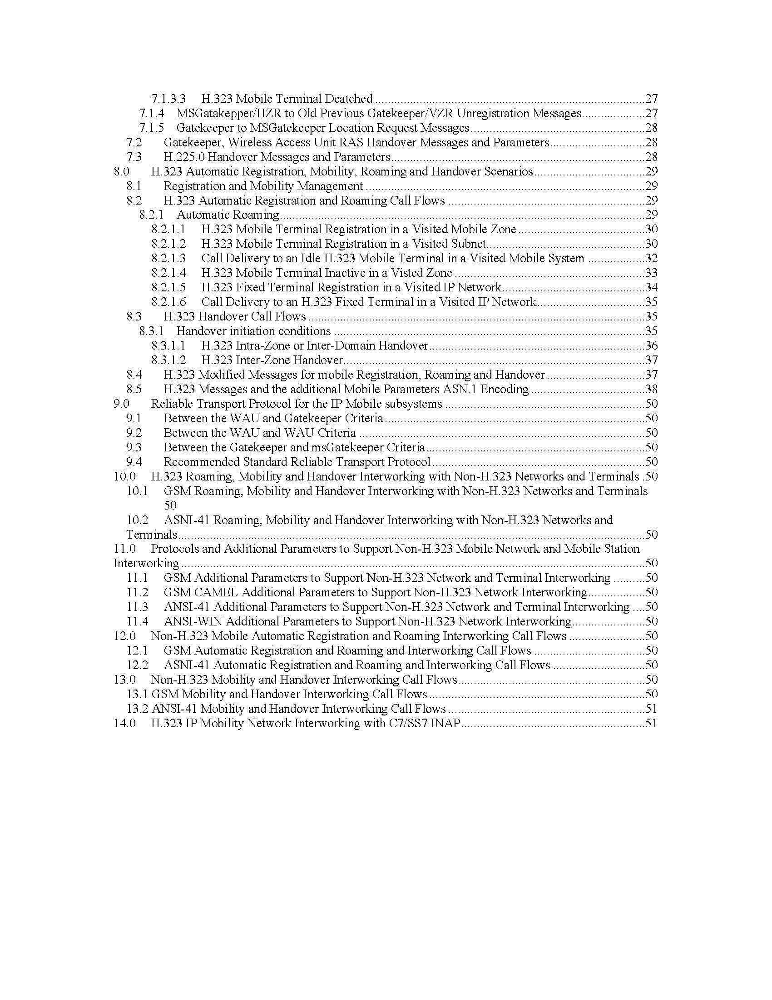 7.1.3.3 H.323 Mobile Terminal Deatched ........ 27
7.1.4 MSGatakepper/HZR to Old Previous Gatekeeper/VZR Unregistration Messages ........ 27
7.1.5 Gatekeeper to MSGatekeeper Location Request Messages ........ 28
7.2 Gatekeeper, Wireless Access Unit RAS Handover Messages and Parameters ........ 28
7.3 H.225.0 Handover Messages and Parameters ........ 28
8.0 H.323 Automatic Registration, Mobility, Roaming and Handover Scenarios ........ 29
8.1 Registration and Mobility Management ........ 29
8.2 H.323 Automatic Registration and Roaming Call Flows ........ 29
8.2.1 Automatic Roaming ........ 29
8.2.1.1 H.323 Mobile Terminal Registration in a Visited Mobile Zone ........ 30
8.2.1.2 H.323 Mobile Terminal Registration in a Visited Subnet ........ 30
8.2.1.3 Call Delivery to an Idle H.323 Mobile Terminal in a Visited Mobile System ........ 32
8.2.1.4 H.323 Mobile Terminal Inactive in a Visted Zone ........ 33
8.2.1.5 H.323 Fixed Terminal Registration in a Visited IP Network ........ 34
8.2.1.6 Call Delivery to an H.323 Fixed Terminal in a Visited IP Network ........ 35
8.3 H.323 Handover Call Flows ........ 35
8.3.1 Handover initiation conditions ........ 35
8.3.1.1 H.323 Intra-Zone or Inter-Domain Handover ........ 36
8.3.1.2 H.323 Inter-Zone Handover ........ 37
8.4 H.323 Modified Messages for mobile Registration, Roaming and Handover ........ 37
8.5 H.323 Messages and the additional Mobile Parameters ASN.1 Encoding ........ 38
9.0 Reliable Transport Protocol for the IP Mobile subsystems ........ 50
9.1 Between the WAU and Gatekeeper Criteria ........ 50
9.2 Between the WAU and WAU Criteria ........ 50
9.3 Between the Gatekeeper and msGatekeeper Criteria ........ 50
9.4 Recommended Standard Reliable Transport Protocol ........ 50
10.0 H.323 Roaming, Mobility and Handover Interworking with Non-H.323 Networks and Terminals .50
10.1 GSM Roaming, Mobility and Handover Interworking with Non-H.323 Networks and Terminals
50
10.2 ASNI-41 Roaming, Mobility and Handover Interworking with Non-H.323 Networks and
Terminals ........ 50
11.0 Protocols and Additional Parameters to Support Non-H.323 Mobile Network and Mobile Station
Interworking ........ 50
11.1 GSM Additional Parameters to Support Non-H.323 Network and Terminal Interworking ........ 50
11.2 GSM CAMEL Additional Parameters to Support Non-H.323 Network Interworking ........ 50
11.3 ANSI-41 Additional Parameters to Support Non-H.323 Network and Terminal Interworking ....50
11.4 ANSI-WIN Additional Parameters to Support Non-H.323 Network Interworking ........ 50
12.0 Non-H.323 Mobile Automatic Registration and Roaming Interworking Call Flows ........ 50
12.1 GSM Automatic Registration and Roaming and Interworking Call Flows ........ 50
12.2 ASNI-41 Automatic Registration and Roaming and Interworking Call Flows ........ 50
13.0 Non-H.323 Mobility and Handover Interworking Call Flows ........ 50
13.1 GSM Mobility and Handover Interworking Call Flows ........ 50
13.2 ANSI-41 Mobility and Handover Interworking Call Flows ........ 51
14.0 H.323 IP Mobility Network Interworking with C7/SS7 INAP ........ 51